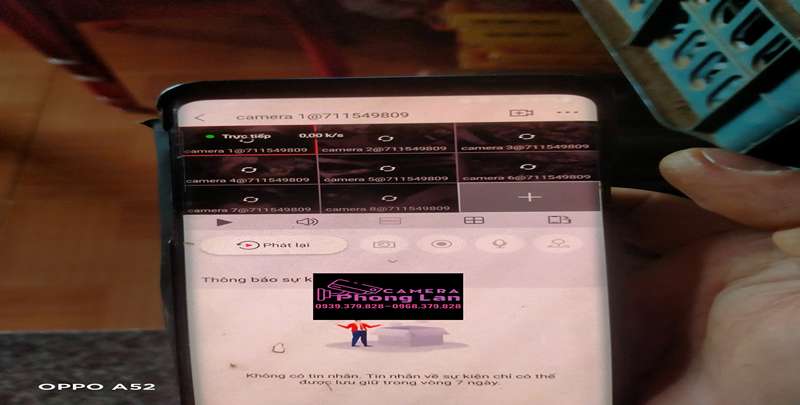 camera 1@711549809
Trực tiếp 0,00 k/s
camera 1@711549809 camera 2@711549809 camera 3@711549809
camera 4@711549809 camera 5@711549809 camera 6@711549809
camera 7@711549809 camera 8@711549809
Phát lại
Thông báo sự k
CAMERA
Phong Lan
0939.379.828-0968.379.828
Không có tin nhắn. Tin nhắn về sự kiện chỉ có thể
được lưu giữ trong vòng 7 ngày.
OPPO A52